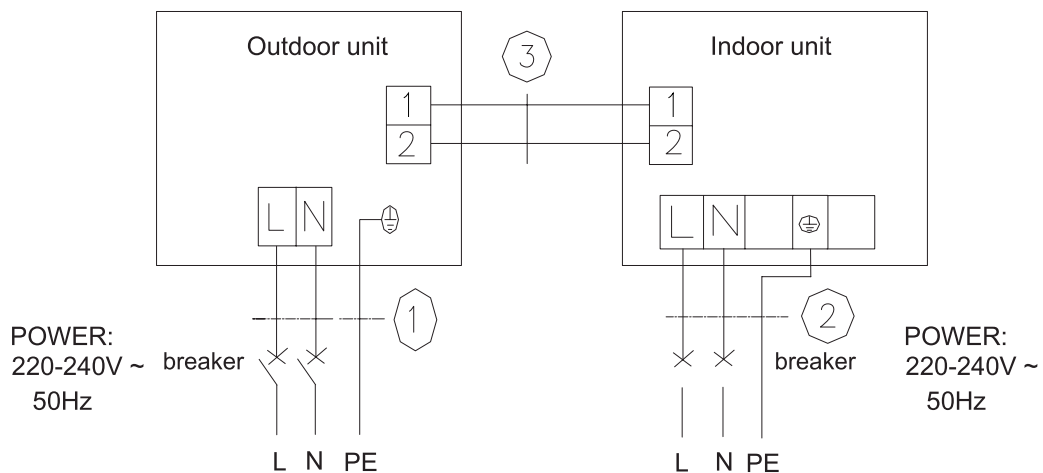 Outdoor unit
Indoor unit
3
1
2
1
2
L N
L N
1
2
POWER:
220-240V ~
50Hz
breaker
breaker
POWER:
220-240V ~
50Hz
L N PE
L N PE